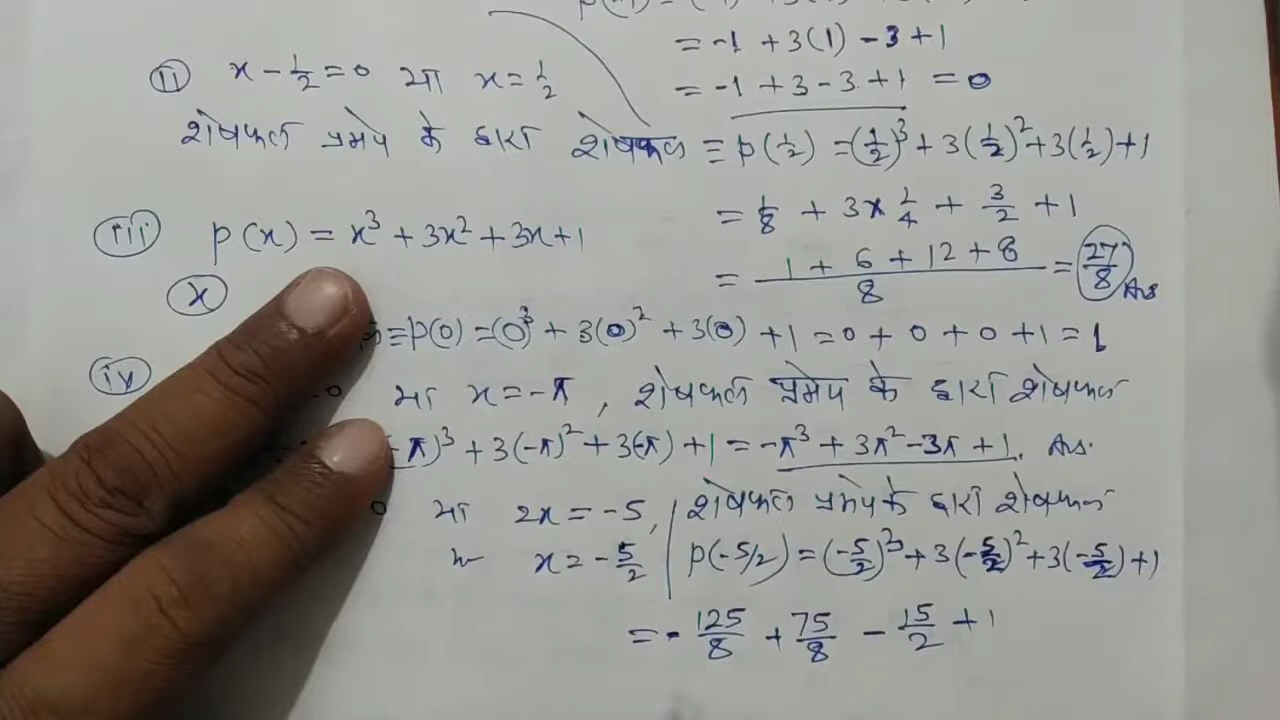 = -1 + 3(1) - 3 + 1
= -1 + 3 - 3 + 1 = 0
(ii) x - 1/2 = 0 या x = 1/2
शेषफल प्रमेय के द्वारा शेषफल = p(1/2) = (1/2)³ + 3(1/2)² + 3(1/2) + 1
= 1/8 + 3 × 1/4 + 3/2 + 1
= (1 + 6 + 12 + 8)/8 = 27/8 Ans
(iii) p(x) = x³ + 3x² + 3x + 1
x
= p(0) = (0)³ + 3(0)² + 3(0) + 1 = 0 + 0 + 0 + 1 = 1
(iv) 0 या x = -π, शेषफल प्रमेय के द्वारा शेषफल
-π)³ + 3(-π)² + 3(-π) + 1 = -π³ + 3π² - 3π + 1. Ans.
0 या 2x = -5, शेषफल प्रमेय के द्वारा शेषफल
x = -5/2 p(-5/2) = (-5/2)³ + 3(-5/2)² + 3(-5/2) + 1
= - 125/8 + 75/8 - 15/2 + 1